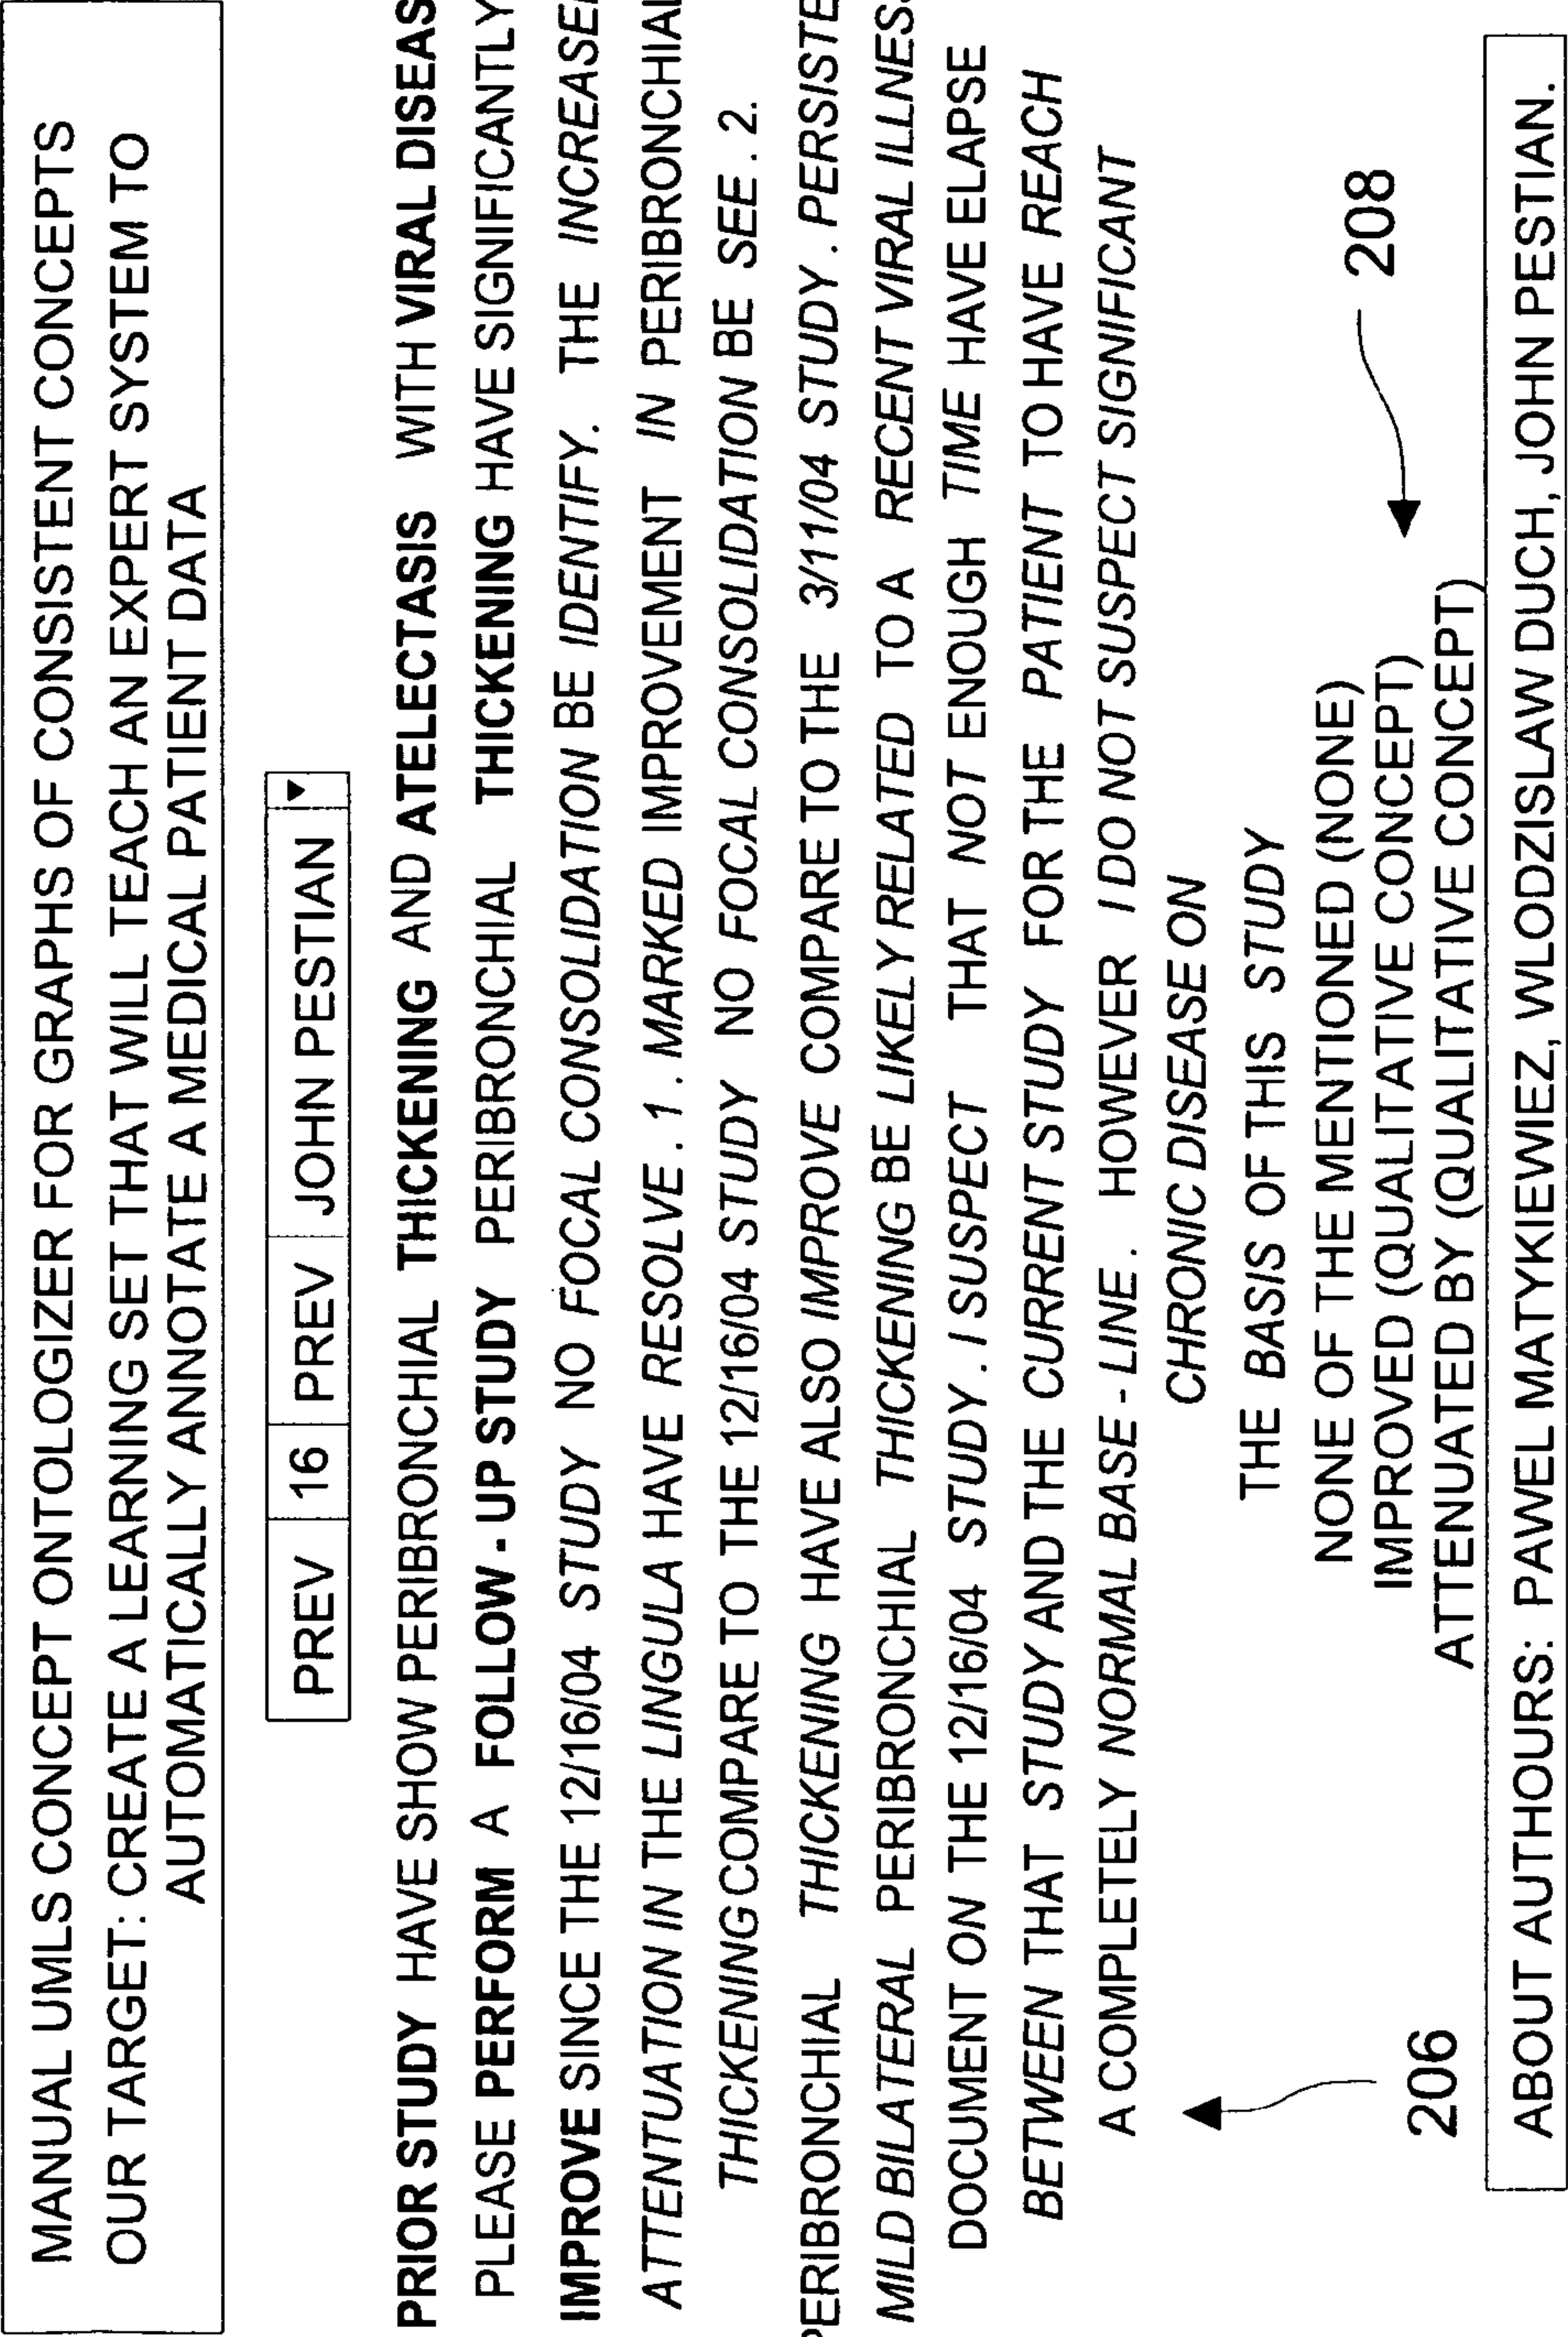 MANUAL UMLS CONCEPT ONTOLOGIZER FOR GRAPHS OF CONSISTENT CONCEPTS
OUR TARGET: CREATE A LEARNING SET THAT WILL TEACH AN EXPERT SYSTEM TO
AUTOMATICALLY ANNOTATE A MEDICAL PATIENT DATA
PREV 16 PREV JOHN PESTIAN
PRIOR STUDY HAVE SHOW PERIBRONCHIAL THICKENING AND ATELECTASIS WITH VIRAL DISEAS
PLEASE PERFORM A FOLLOW - UP STUDY PERIBRONCHIAL THICKENING HAVE SIGNIFICANTLY
IMPROVE SINCE THE 12/16/04 STUDY NO FOCAL CONSOLIDATION BE IDENTIFY. THE INCREASE
ATTENTUATION IN THE LINGULA HAVE RESOLVE . 1 . MARKED IMPROVEMENT IN PERIBRONCHIAL
THICKENING COMPARE TO THE 12/16/04 STUDY NO FOCAL CONSOLIDATION BE SEE . 2.
PERIBRONCHIAL THICKENING HAVE ALSO IMPROVE COMPARE TO THE 3/11/04 STUDY . PERSISTE
MILD BILATERAL PERIBRONCHIAL THICKENING BE LIKELY RELATED TO A RECENT VIRAL ILLNESS
DOCUMENT ON THE 12/16/04 STUDY . I SUSPECT THAT NOT ENOUGH TIME HAVE ELAPSE
BETWEEN THAT STUDY AND THE CURRENT STUDY FOR THE PATIENT TO HAVE REACH
A COMPLETELY NORMAL BASE - LINE . HOWEVER I DO NOT SUSPECT SIGNIFICANT
CHRONIC DISEASE ON
THE BASIS OF THIS STUDY
NONE OF THE MENTIONED (NONE)
IMPROVED (QUALITATIVE CONCEPT)
ATTENUATED BY (QUALITATIVE CONCEPT)
206
208
ABOUT AUTHOURS: PAWEL MATYKIEWIEZ, WLODZISLAW DUCH, JOHN PESTIAN.